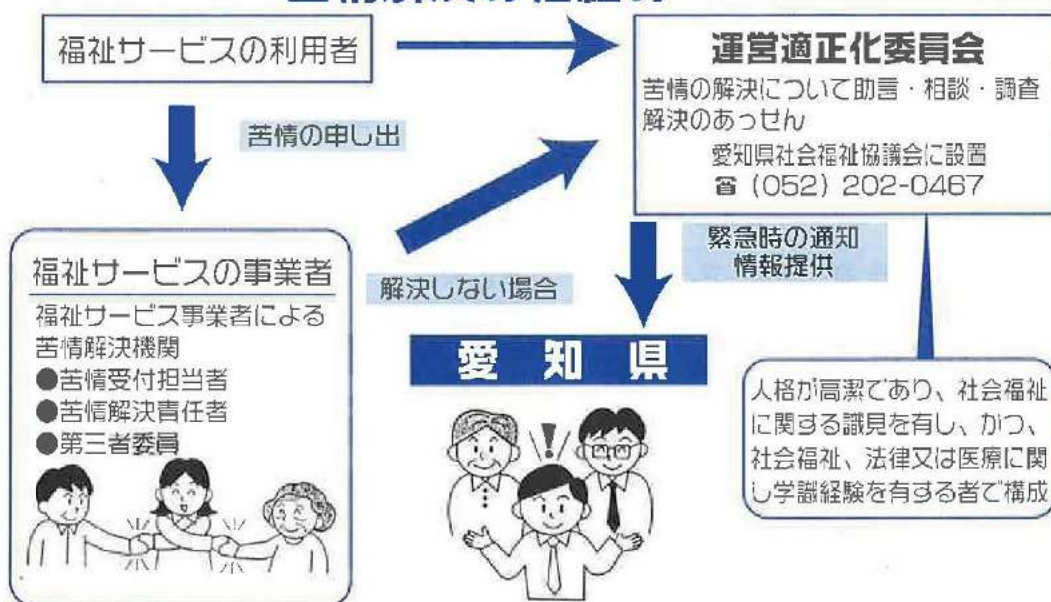 福祉サービスの利用者
運営適正化委員会
苦情の解決について助言・相談・調査
解決のあっせん
愛知県社会福祉協議会に設置
☎ (052) 202-0467
苦情の申し出
福祉サービスの事業者
福祉サービス事業者による
苦情解決機関
●苦情受付担当者
●苦情解決責任者
●第三者委員
解決しない場合
緊急時の通知
情報提供
愛知県
人格が高潔であり、社会福祉
に関する識見を有し、かつ、
社会福祉、法律又は医療に関
し学識経験を有する者で構成